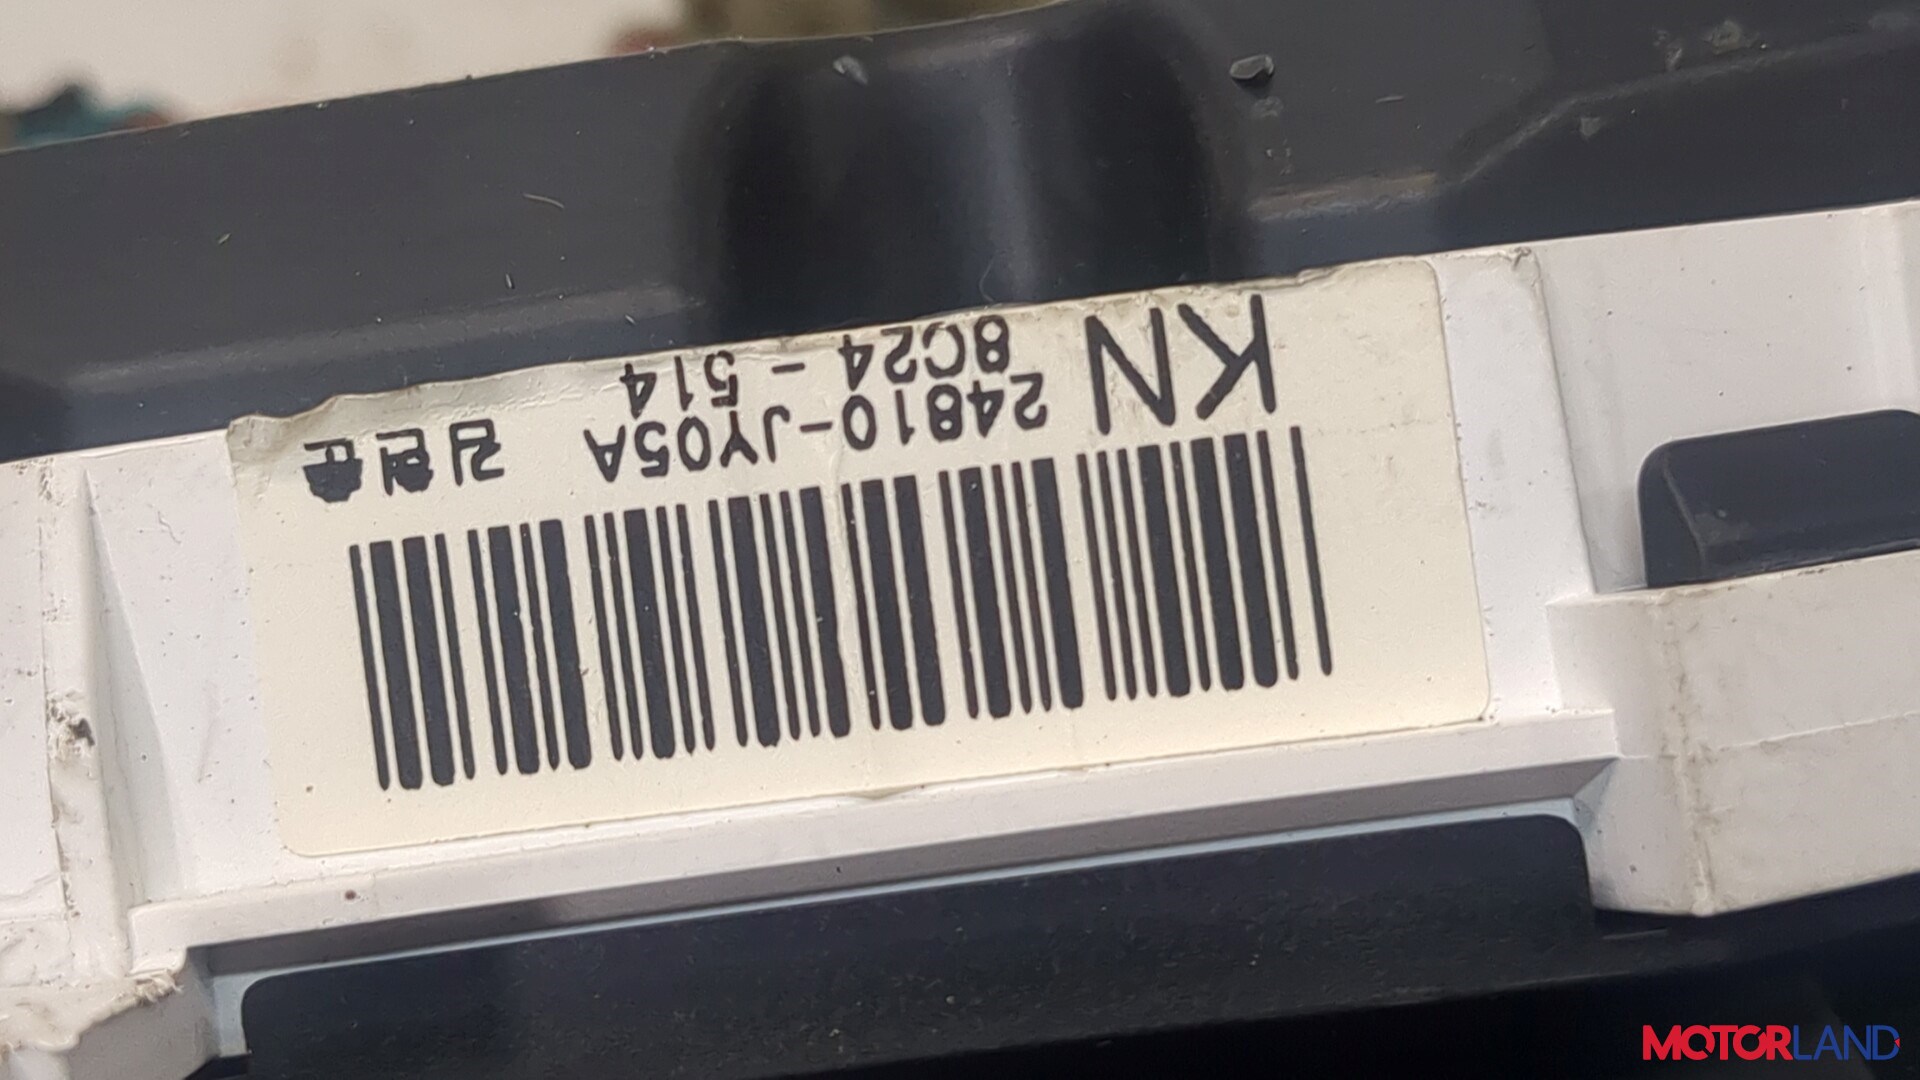 KN
24810-JY05A
8C24 - 514
MOTORLAND